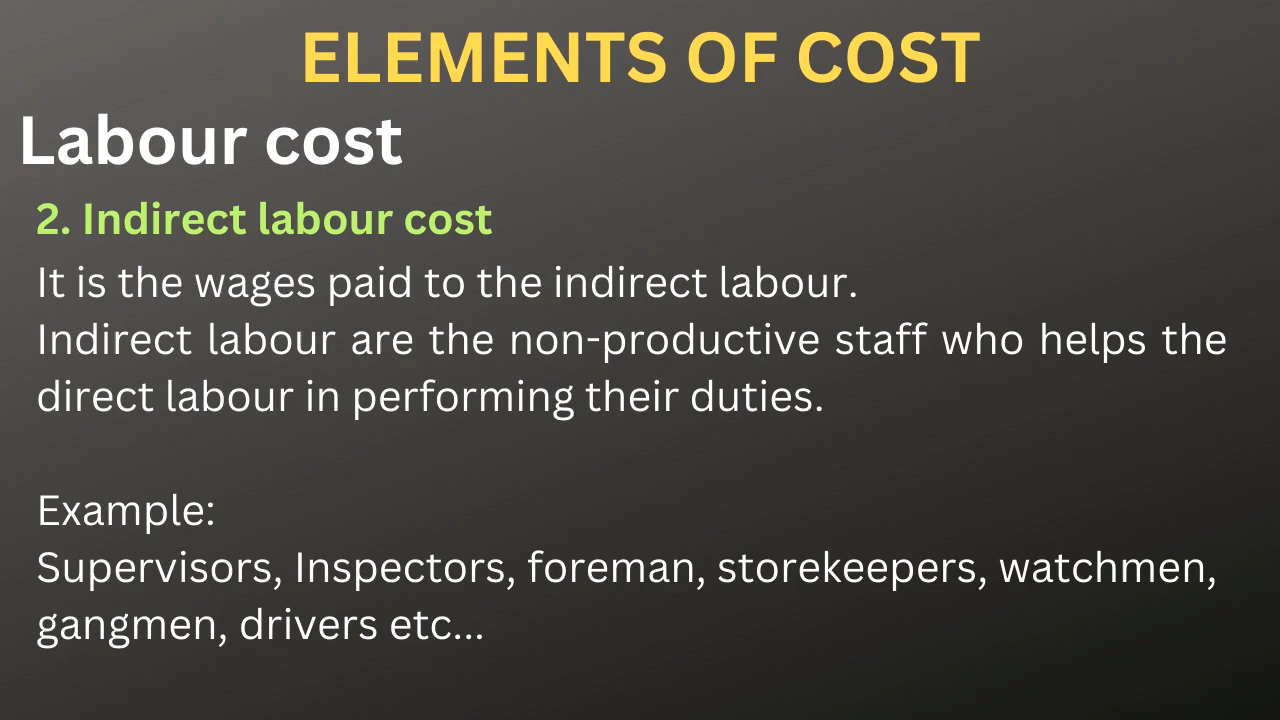 ELEMENTS OF COST
Labour cost
2. Indirect labour cost
It is the wages paid to the indirect labour.
Indirect labour are the non-productive staff who helps the
direct labour in performing their duties.
Example:
Supervisors, Inspectors, foreman, storekeepers, watchmen,
gangmen, drivers etc...